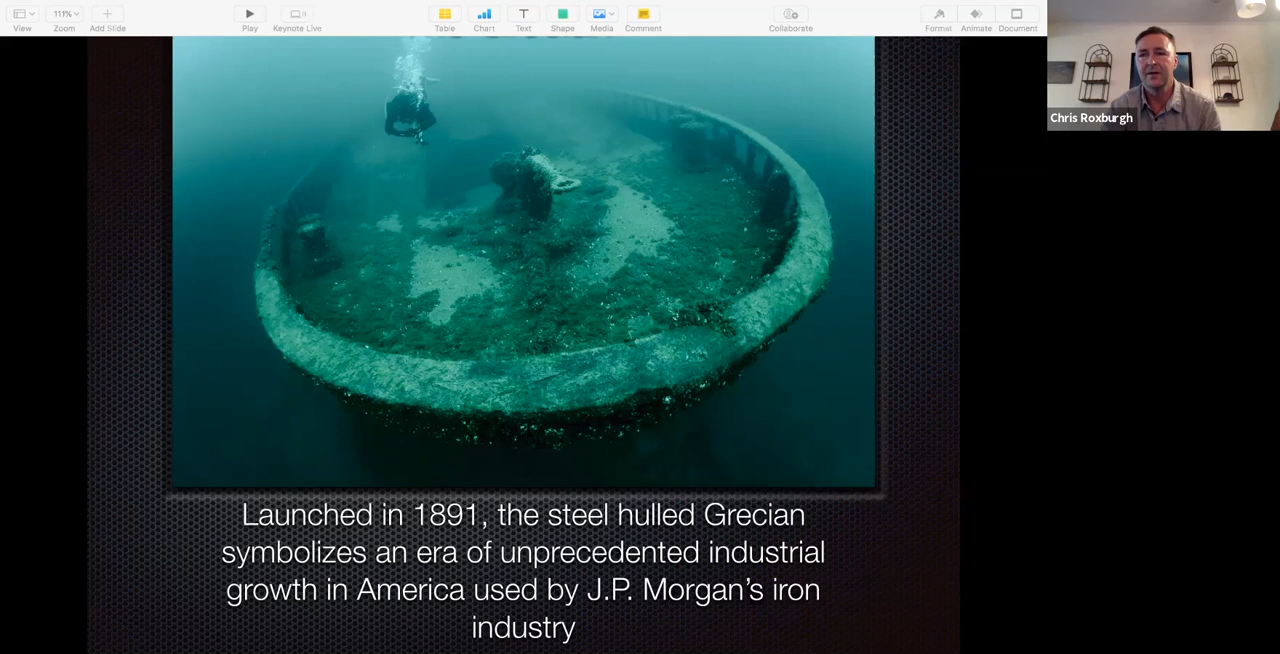 View
111%
Zoom
Add Slide
Play
Keynote Live
Table
Chart
Text
Shape
Media
Comment
Collaborate
Format
Animate
Document
Chris Roxburgh
Launched in 1891, the steel hulled Grecian
symbolizes an era of unprecedented industrial
growth in America used by J.P. Morgan’s iron
industry